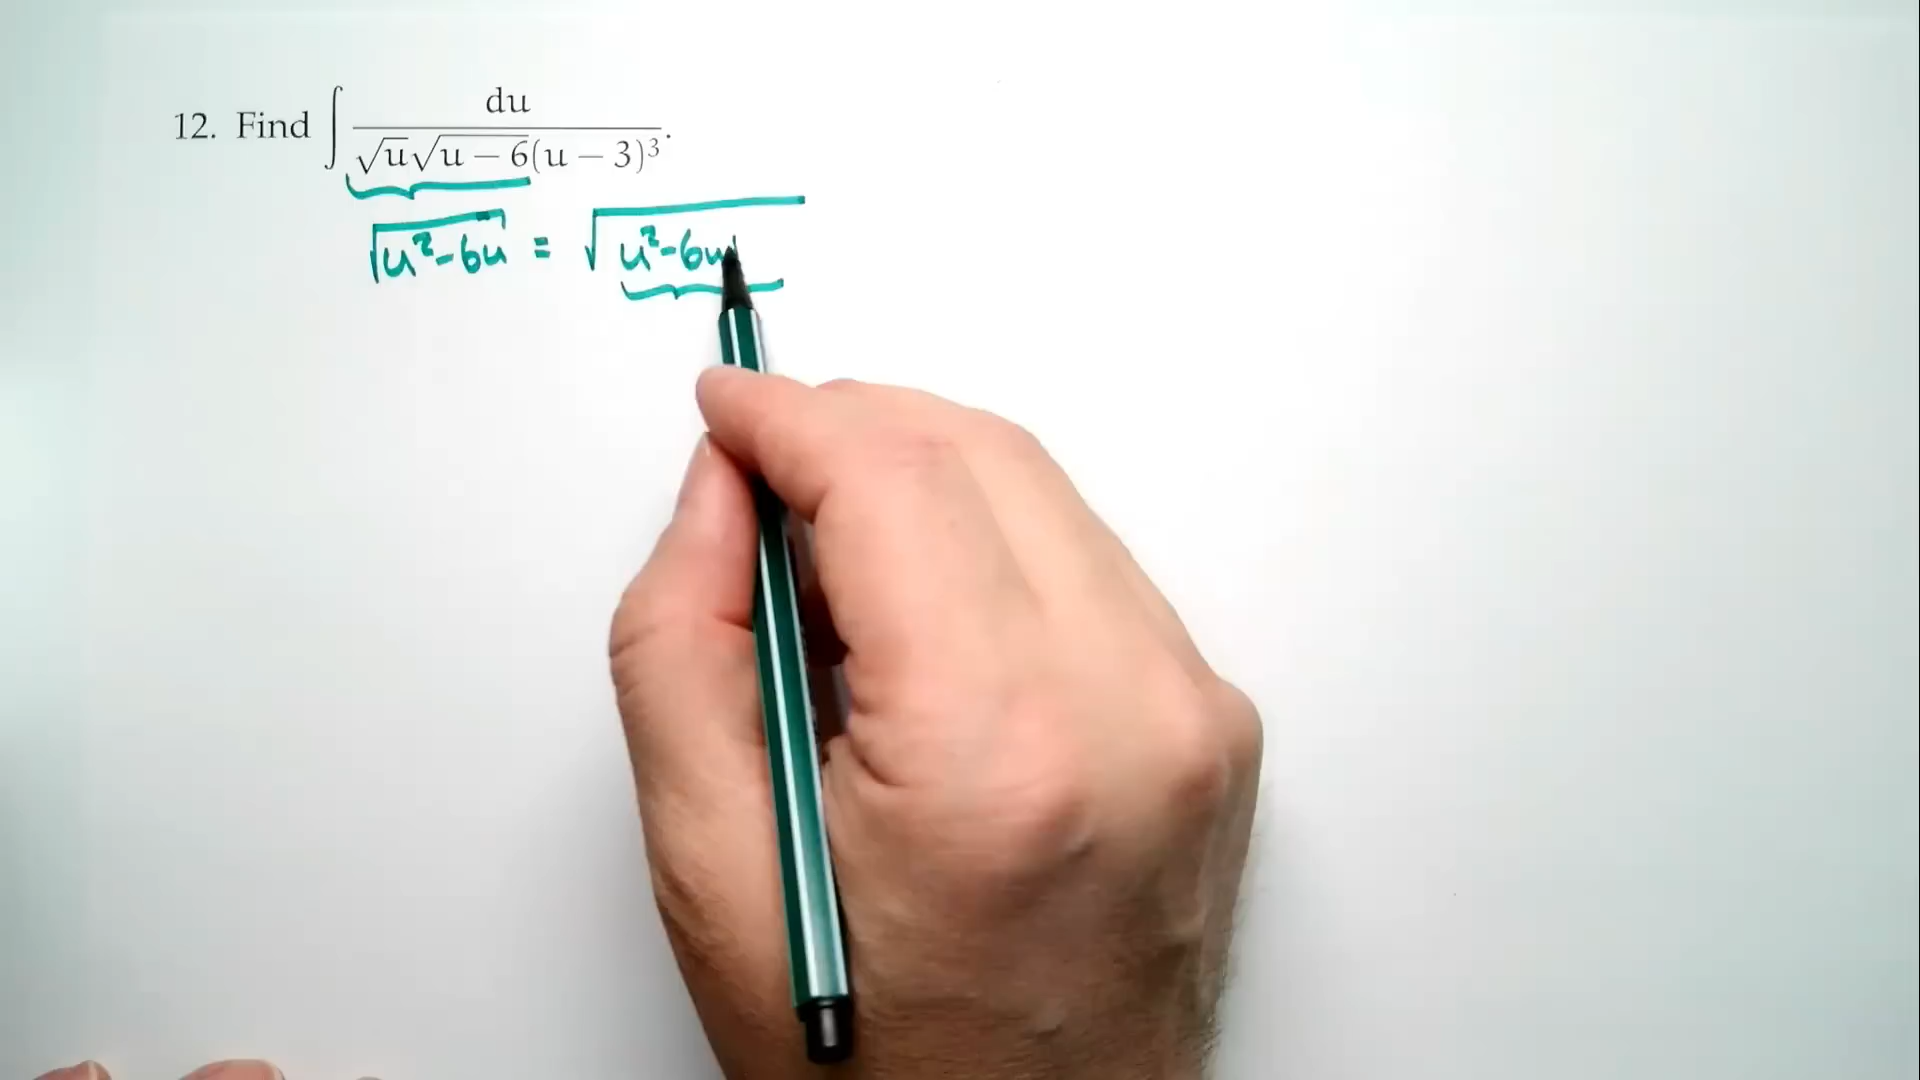 12. Find ∫ du / (√u √(u − 6) (u − 3)³).
√(u² - 6u) = √(u² - 6u